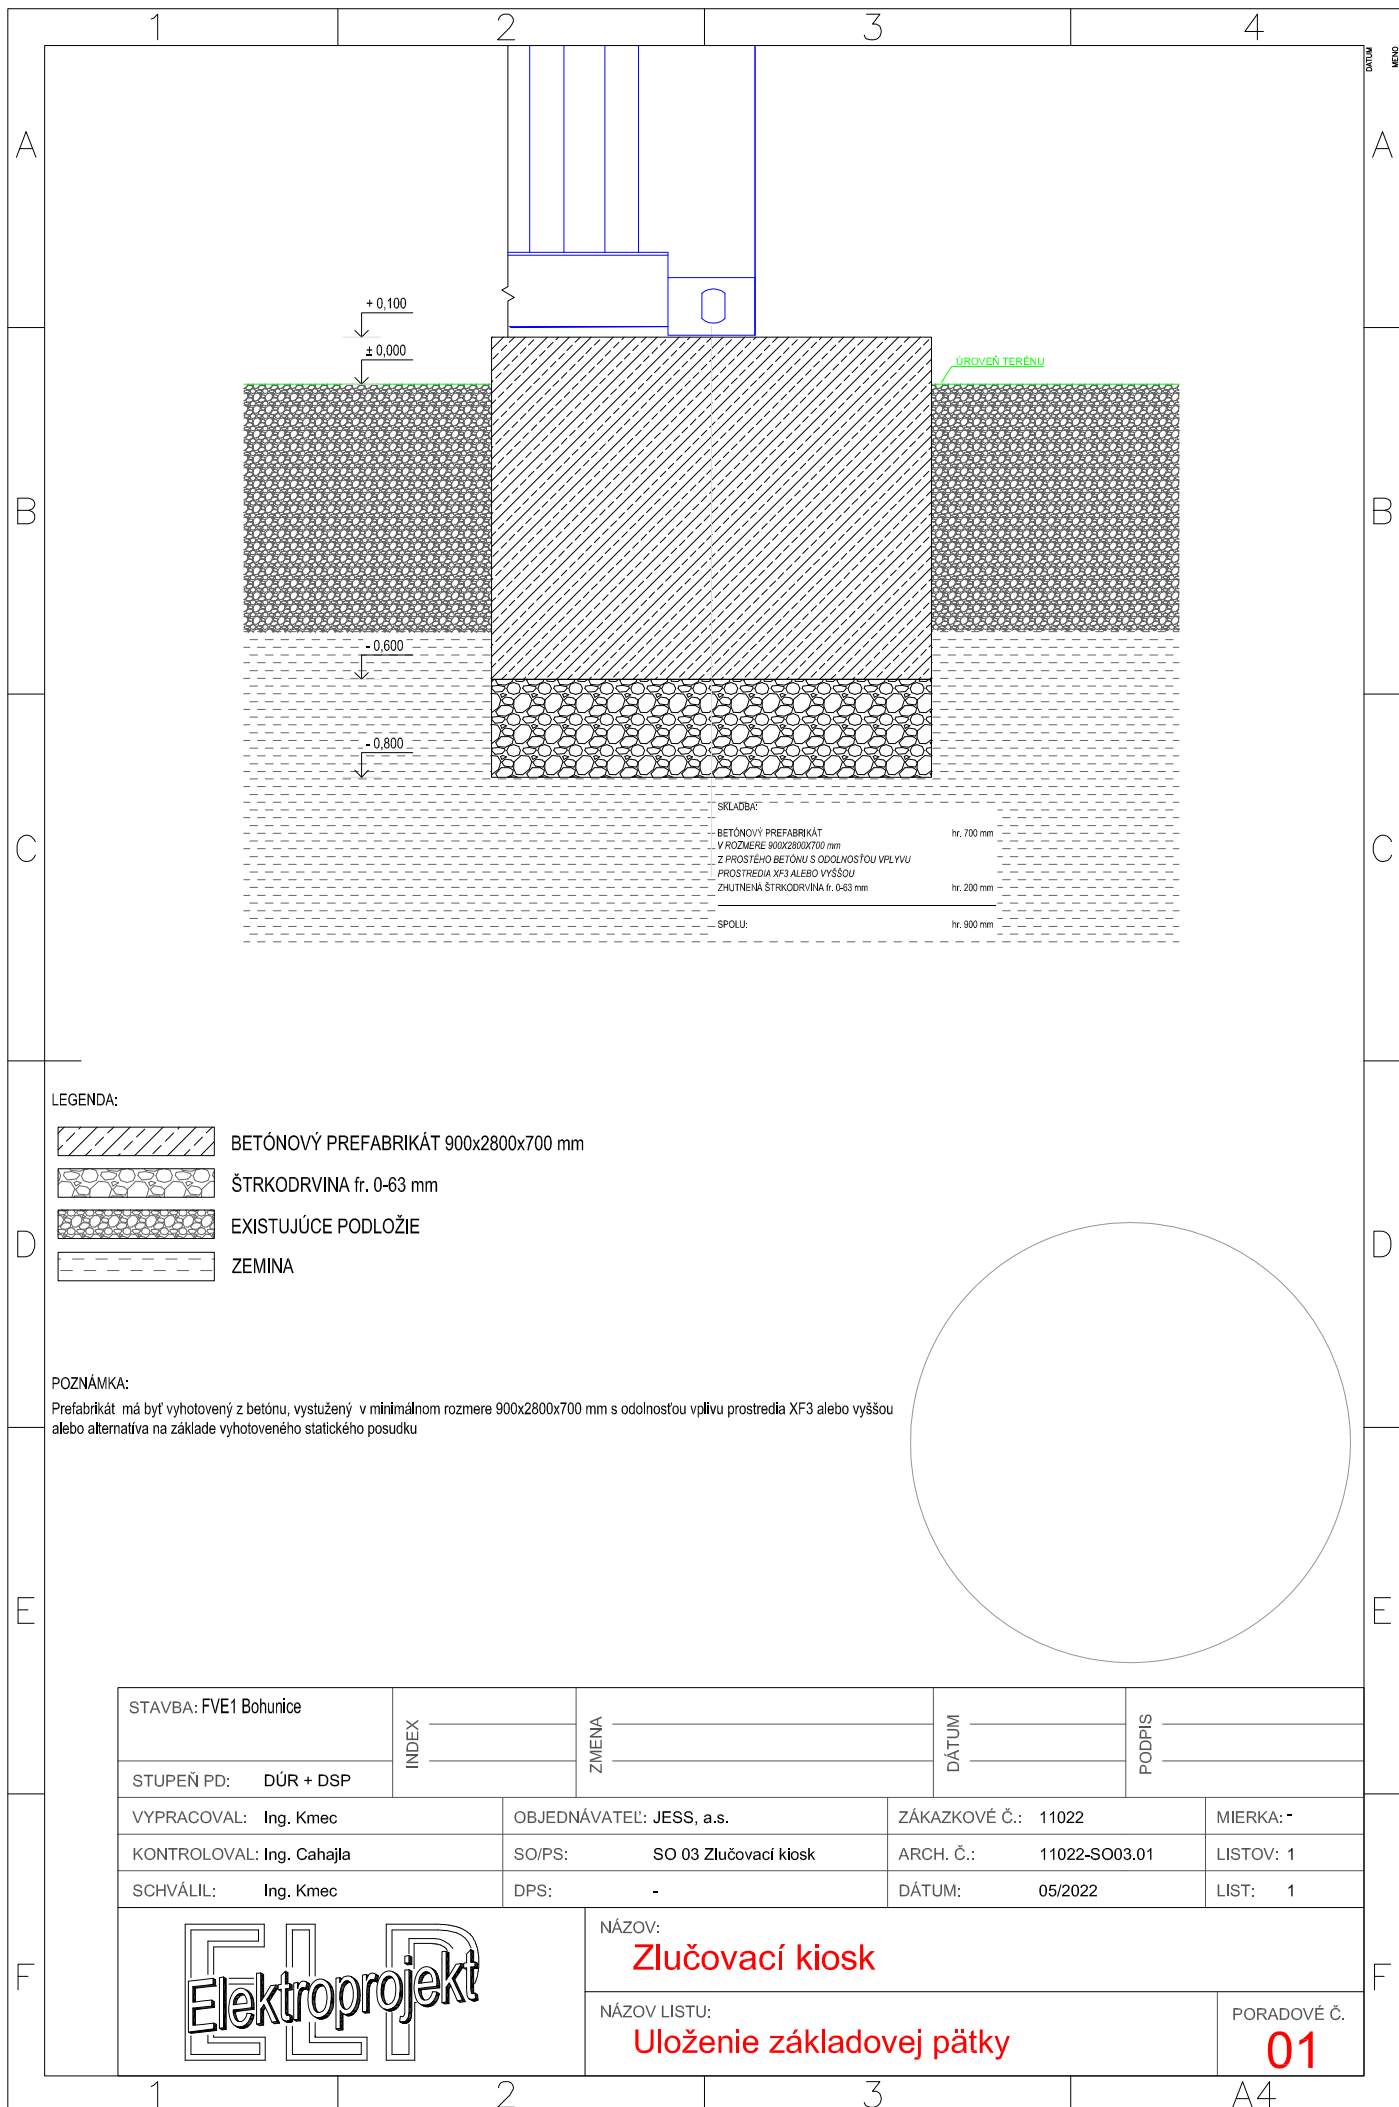 1 2 3 4
DÁTUM
MENO
A A
+ 0,100
± 0,000
ÚROVEŇ TERÉNU
B B
- 0,600
- 0,800
SKLADBA:
BETÓNOVÝ PREFABRIKÁT hr. 700 mm
V ROZMERE 900X2800X700 mm
Z PROSTÉHO BETÓNU S ODOLNOSŤOU VPLYVU
PROSTREDIA XF3 ALEBO VYŠŠOU
ZHUTNENÁ ŠTRKODRVINA fr. 0-63 mm hr. 200 mm
SPOLU: hr. 900 mm
C C
LEGENDA:
BETÓNOVÝ PREFABRIKÁT 900x2800x700 mm
ŠTRKODRVINA fr. 0-63 mm
EXISTUJÚCE PODLOŽIE
ZEMINA
D D
POZNÁMKA:
Prefabrikát má byť vyhotovený z betónu, vystužený v minimálnom rozmere 900x2800x700 mm s odolnosťou vplivu prostredia XF3 alebo vyššou
alebo alternatíva na základe vyhotoveného statického posudku
E E
STAVBA: FVE1 Bohunice
INDEX
ZMENA
DÁTUM
PODPIS
STUPEŇ PD: DÚR + DSP
VYPRACOVAL: Ing. Kmec OBJEDNÁVATEĽ: JESS, a.s. ZÁKAZKOVÉ Č.: 11022 MIERKA: -
KONTROLOVAL: Ing. Cahajla SO/PS: SO 03 Zlučovací kiosk ARCH. Č.: 11022-SO03.01 LISTOV: 1
SCHVÁLIL: Ing. Kmec DPS: - DÁTUM: 05/2022 LIST: 1
ELP
Elektroprojekt
NÁZOV:
Zlučovací kiosk
NÁZOV LISTU:
Uloženie základovej pätky
PORADOVÉ Č.
01
F F
1 2 3 A4